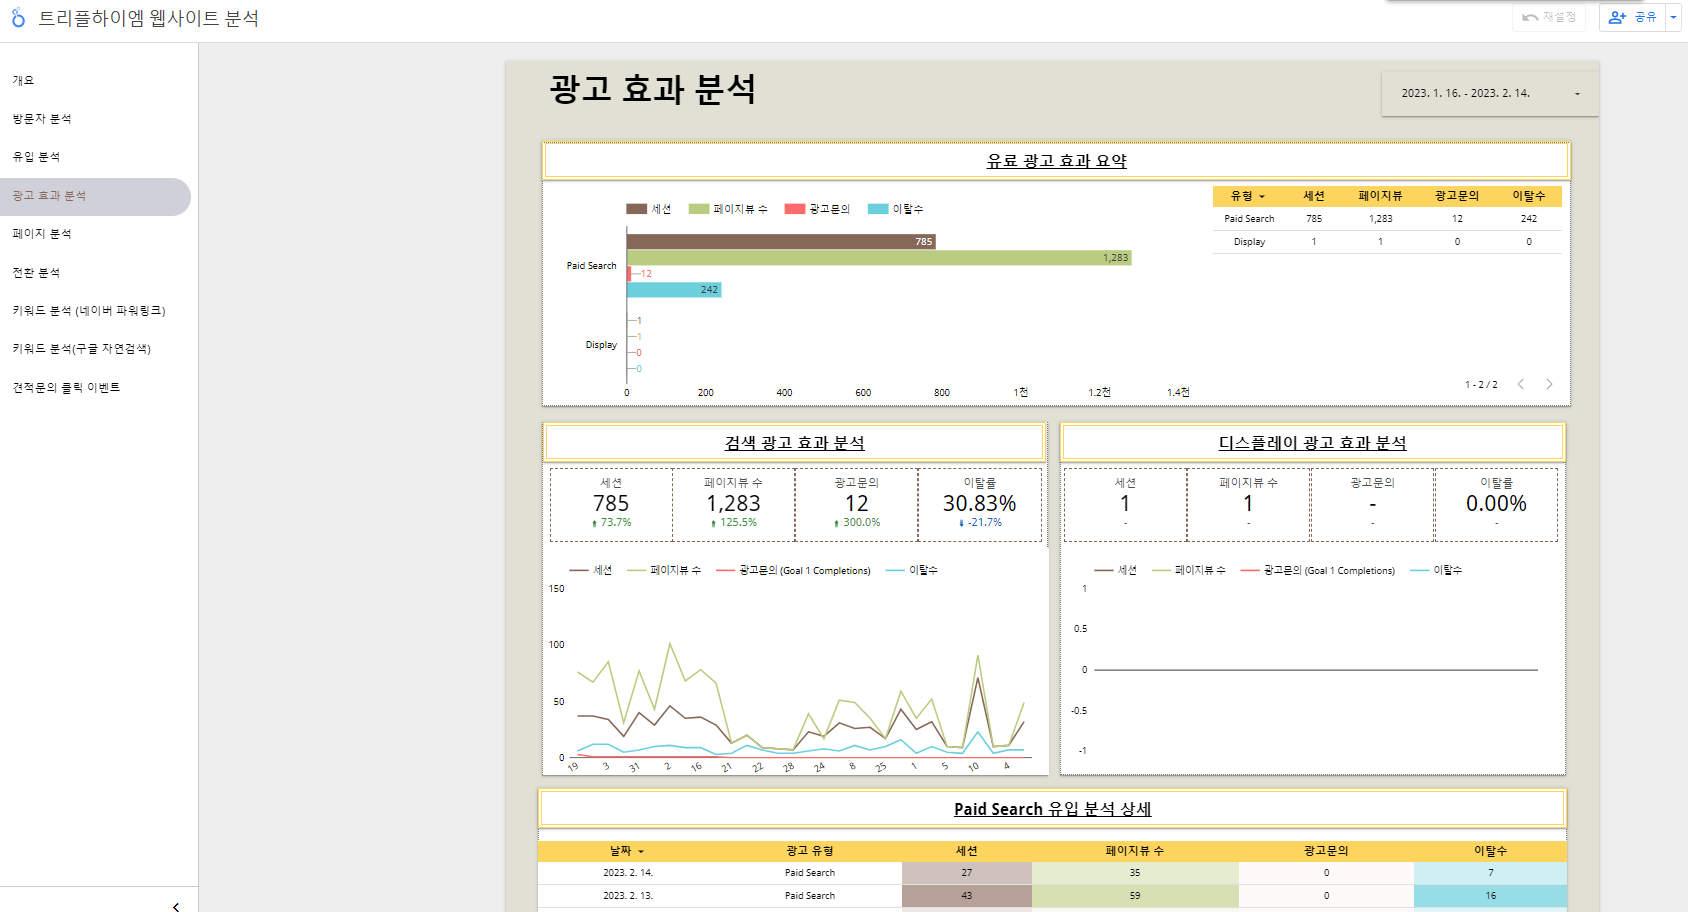 트리플하이엠 웹사이트 분석
재설정
공유
개요
방문자 분석
유입 분석
광고 효과 분석
페이지 분석
전환 분석
키워드 분석 (네이버 파워링크)
키워드 분석(구글 자연검색)
견적문의 클릭 이벤트
광고 효과 분석
2023. 1. 16. - 2023. 2. 14.
유료 광고 효과 요약
세션 페이지뷰 수 광고문의 이탈수
Paid Search
785
1,283
12
242
Display
1
1
0
0
0 200 400 600 800 1천 1.2천 1.4천
유형 세션 페이지뷰 광고문의 이탈수
Paid Search 785 1,283 12 242
Display 1 1 0 0
1 - 2 / 2
검색 광고 효과 분석
세션 페이지뷰 수 광고문의 이탈률
785 1,283 12 30.83%
73.7% 125.5% 300.0% -21.7%
세션 페이지뷰 수 광고문의 (Goal 1 Completions) 이탈수
150
100
50
0
19 3 31 2 16 21 22 28 24 8 25 1 5 10 4
디스플레이 광고 효과 분석
세션 페이지뷰 수 광고문의 이탈률
1 1 - 0.00%
- - - -
세션 페이지뷰 수 광고문의 (Goal 1 Completions) 이탈수
1
0.5
0
-0.5
-1
Paid Search 유입 분석 상세
날짜 광고 유형 세션 페이지뷰 수 광고문의 이탈수
2023. 2. 14. Paid Search 27 35 0 7
2023. 2. 13. Paid Search 43 59 0 16